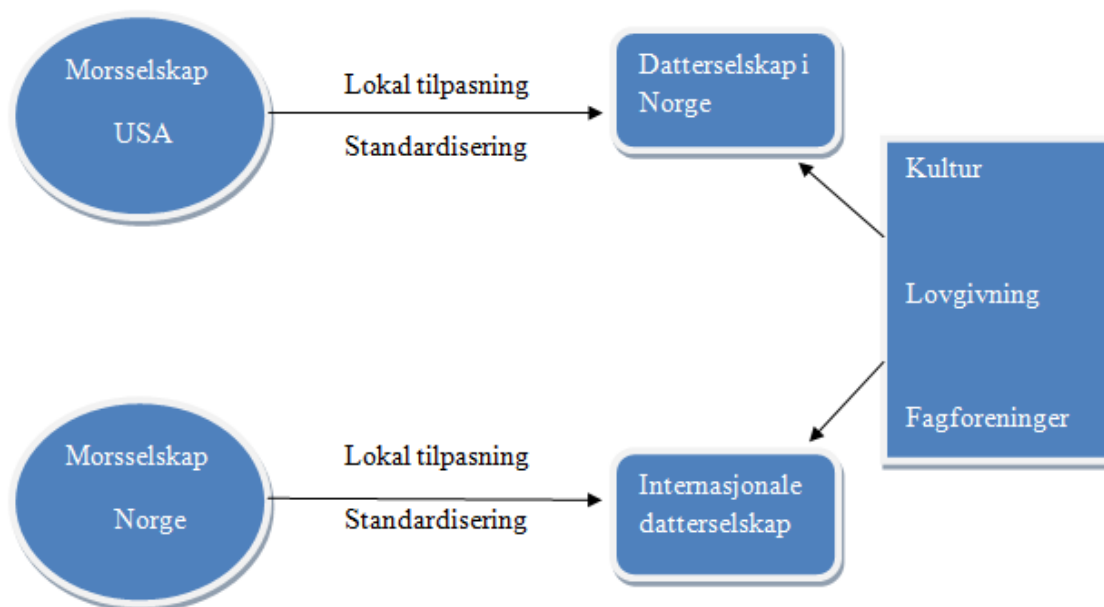 Morsselskap
USA
Lokal tilpasning
Standardisering
Datterselskap i
Norge
Kultur
Lovgivning
Fagforeninger
Morsselskap
Norge
Lokal tilpasning
Standardisering
Internasjonale
datterselskap